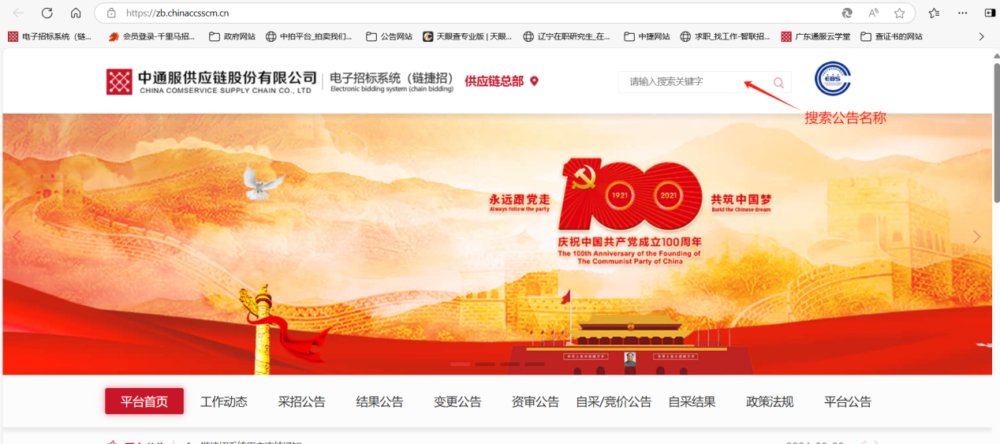 https://zb.chinaccsscm.cn
电子招标系统（链...
会员登录-千里马招...
政府网站
中拍平台_拍卖我们...
公告网站
天眼查专业版 | 天眼...
辽宁在职研究生_在...
中捷网站
求职_找工作-智联招...
广东通服云学堂
查证书的网站
中通服供应链股份有限公司
CHINA COMSERVICE SUPPLY CHAIN CO., LTD
电子招标系统（链捷招）
Electronic bidding system (chain bidding)
供应链总部
请输入搜索关键字
EBS
搜索公告名称
永远跟党走
Always follow the party
100
1921
2021
共筑中国梦
Build the Chinese dream
庆祝中国共产党成立100周年
The 100th Anniversary of the Founding of
The Communist Party of China
平台首页
工作动态
采招公告
结果公告
变更公告
资审公告
自采/竞价公告
自采结果
政策法规
平台公告